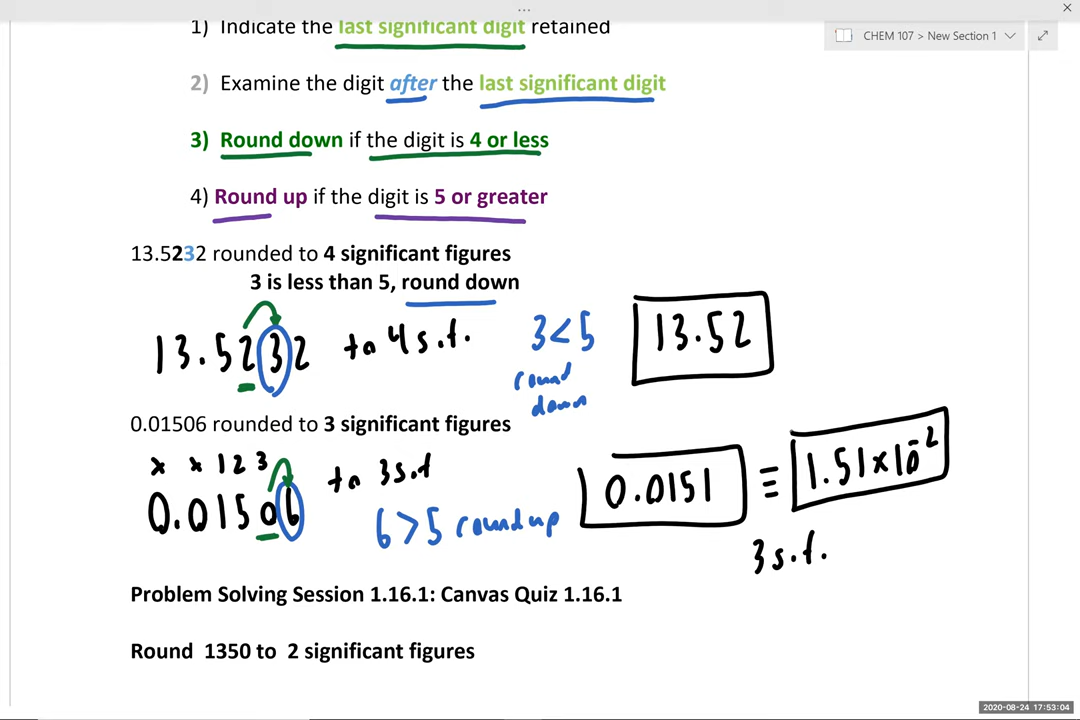 CHEM 107 > New Section 1
1) Indicate the last significant digit retained
2) Examine the digit after the last significant digit
3) Round down if the digit is 4 or less
4) Round up if the digit is 5 or greater
13.5232 rounded to 4 significant figures
3 is less than 5, round down
13.5232 to 4 s.f. 3 < 5 13.52
round
down
0.01506 rounded to 3 significant figures
x x 1 2 3
0.01506 to 3 s.f 6 > 5 round up 0.0151 ≡ 1.51 x 10⁻²
3 s.f.
Problem Solving Session 1.16.1: Canvas Quiz 1.16.1
Round 1350 to 2 significant figures
2020-08-24 17:53:04